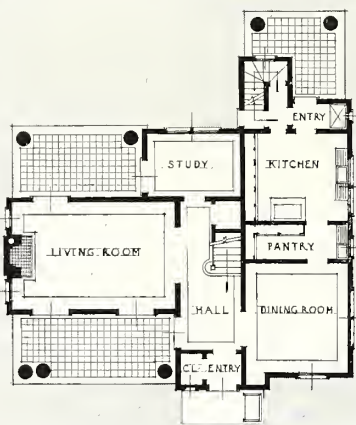 ENTRY
STUDY
KITCHEN
LIVING ROOM
PANTRY
HALL
DINING ROOM
CL.
ENTRY